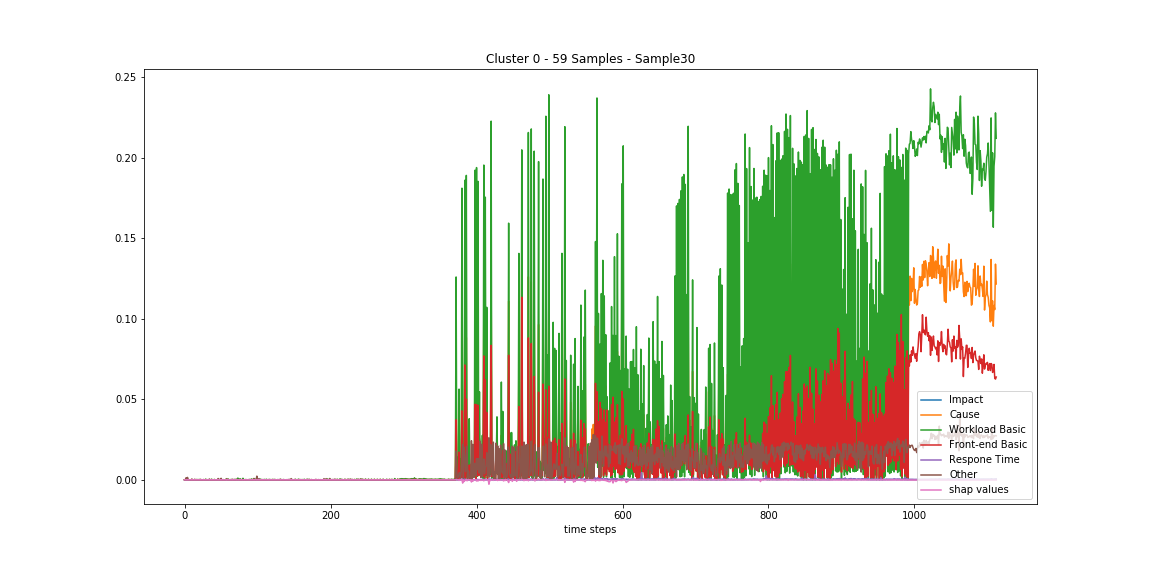 Cluster 0 - 59 Samples - Sample30
0.25
0.20
0.15
0.10
0.05
0.00
0 200 400 600 800 1000
time steps
Impact
Cause
Workload Basic
Front-end Basic
Respone Time
Other
shap values